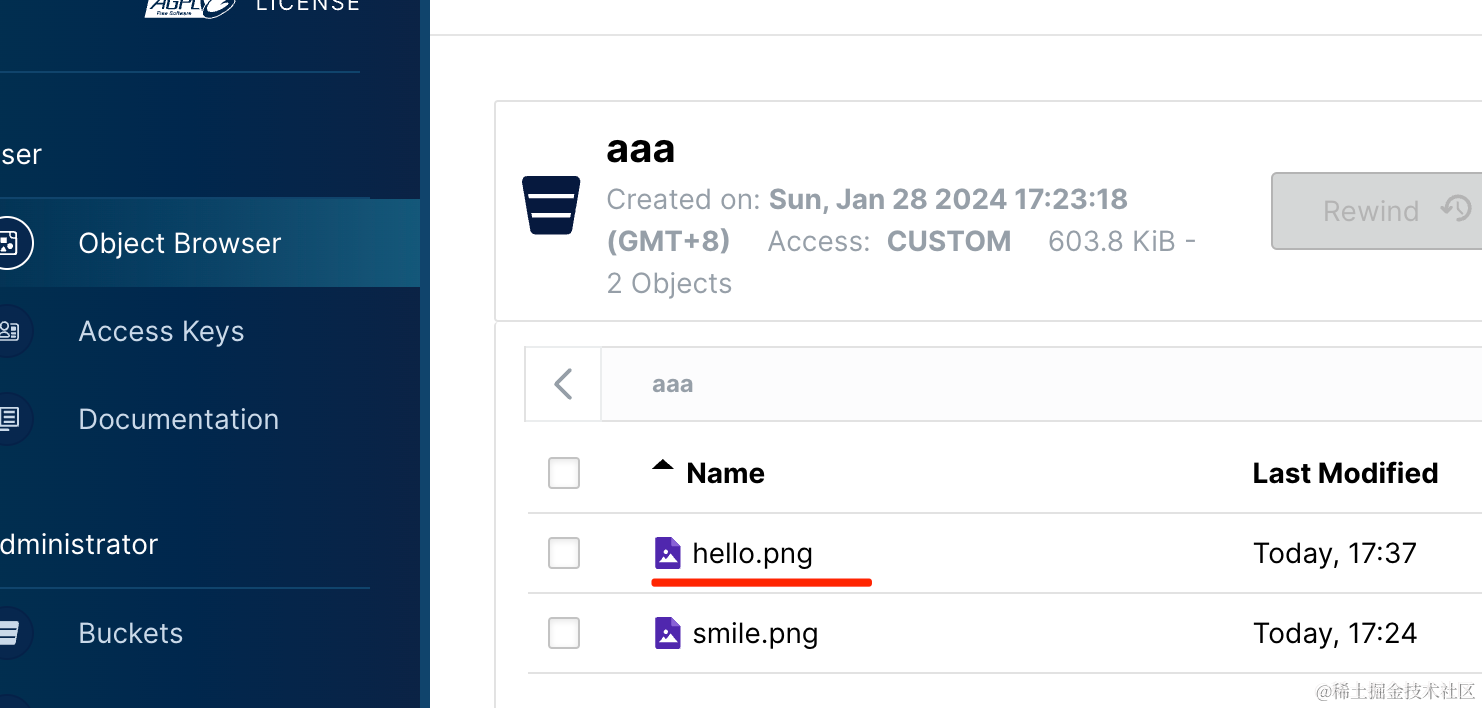 AGPLV3
Free Software
LICENSE
ser
Object Browser
Access Keys
Documentation
dministrator
Buckets
aaa
Created on: Sun, Jan 28 2024 17:23:18
(GMT+8) Access: CUSTOM 603.8 KiB -
2 Objects
Rewind
aaa
Name Last Modified
hello.png Today, 17:37
smile.png Today, 17:24
@稀土掘金技术社区